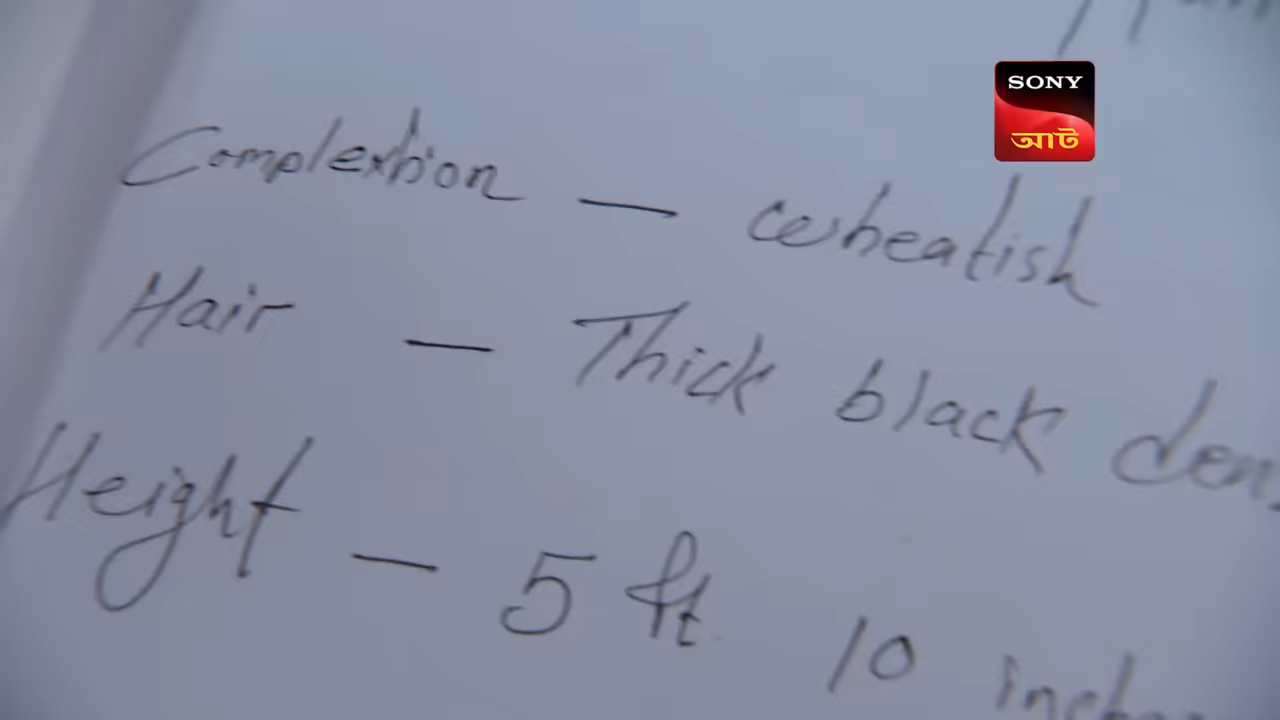 SONY
আট
Complextion — wheatish
Hair — Thick black
Height — 5 ft 10